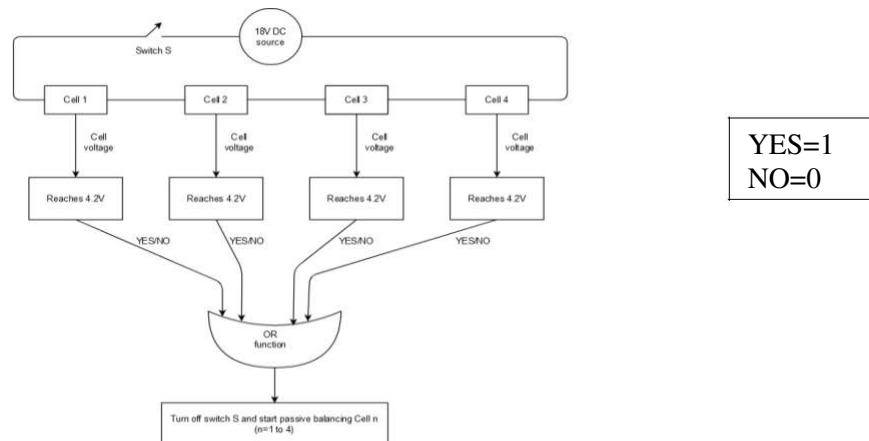 18V DC
source
Switch S
Cell 1
Cell 2
Cell 3
Cell 4
Cell
voltage
Cell
voltage
Cell
voltage
Cell
voltage
YES=1
NO=0
Reaches 4.2V
Reaches 4.2V
Reaches 4.2V
Reaches 4.2V
YES/NO
YES/NO
YES/NO
YES/NO
OR
function
Turn off switch S and start passive balancing Cell n
(n=1 to 4)